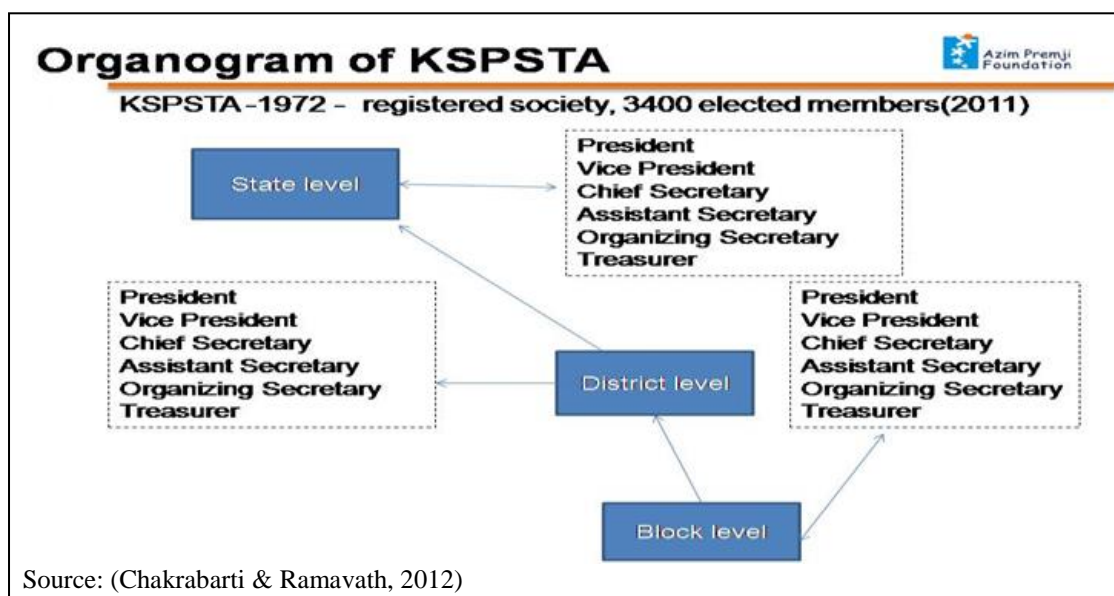 Organogram of KSPSTA
Azim Premji
Foundation
KSPSTA -1972 - registered society, 3400 elected members(2011)
State level
President
Vice President
Chief Secretary
Assistant Secretary
Organizing Secretary
Treasurer
President
Vice President
Chief Secretary
Assistant Secretary
Organizing Secretary
Treasurer
District level
President
Vice President
Chief Secretary
Assistant Secretary
Organizing Secretary
Treasurer
Block level
Source: (Chakrabarti & Ramavath, 2012)